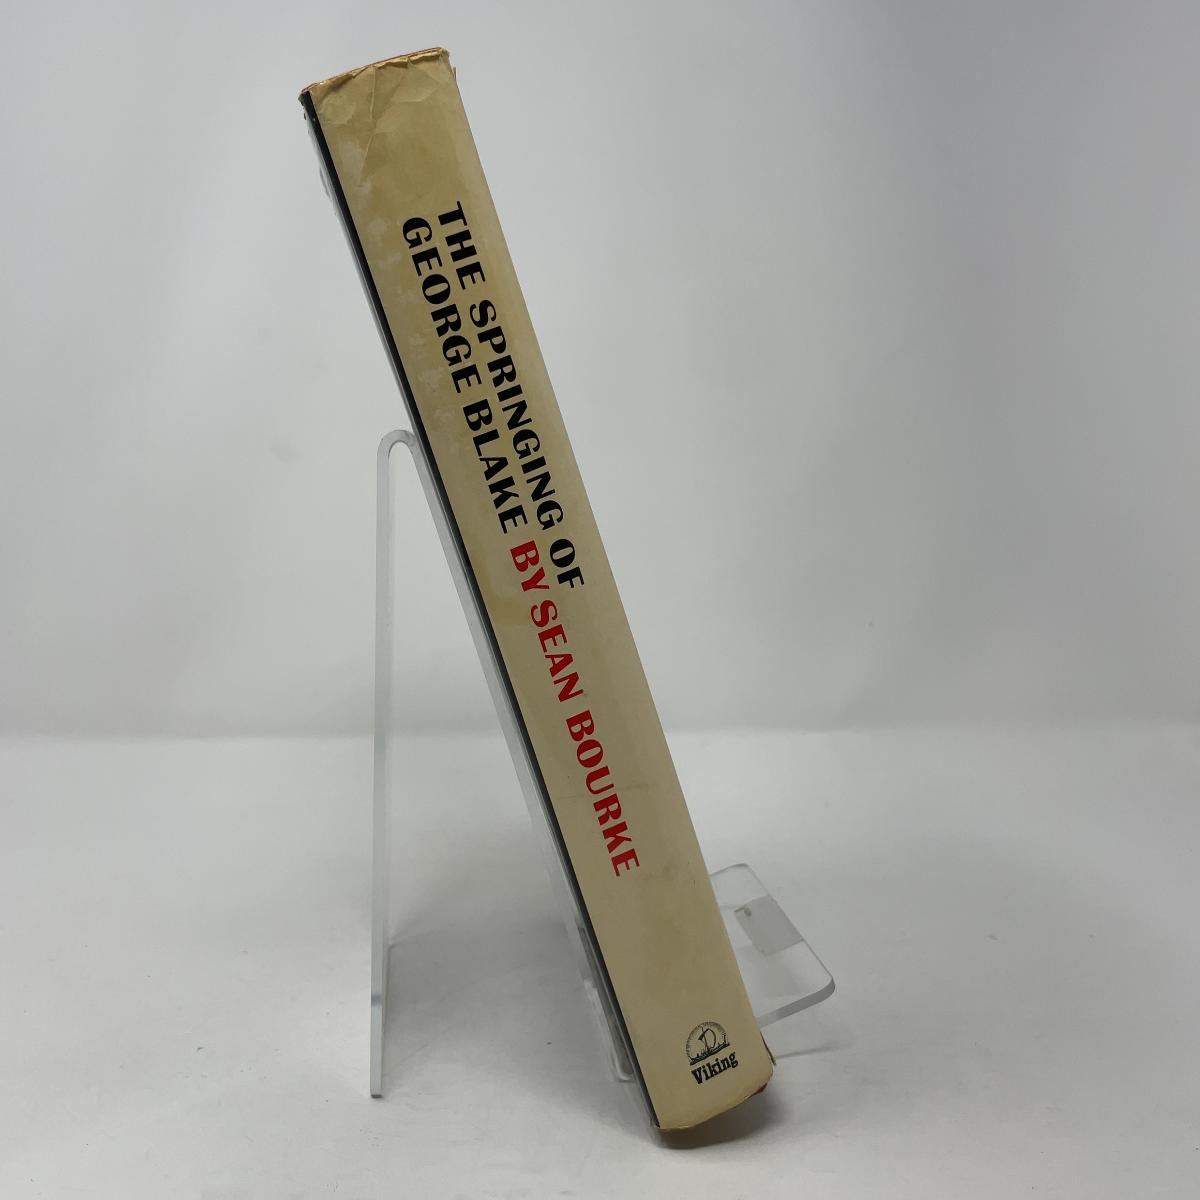 THE SPRINGING OF
GEORGE BLAKE BY SEAN BOURKE
Viking